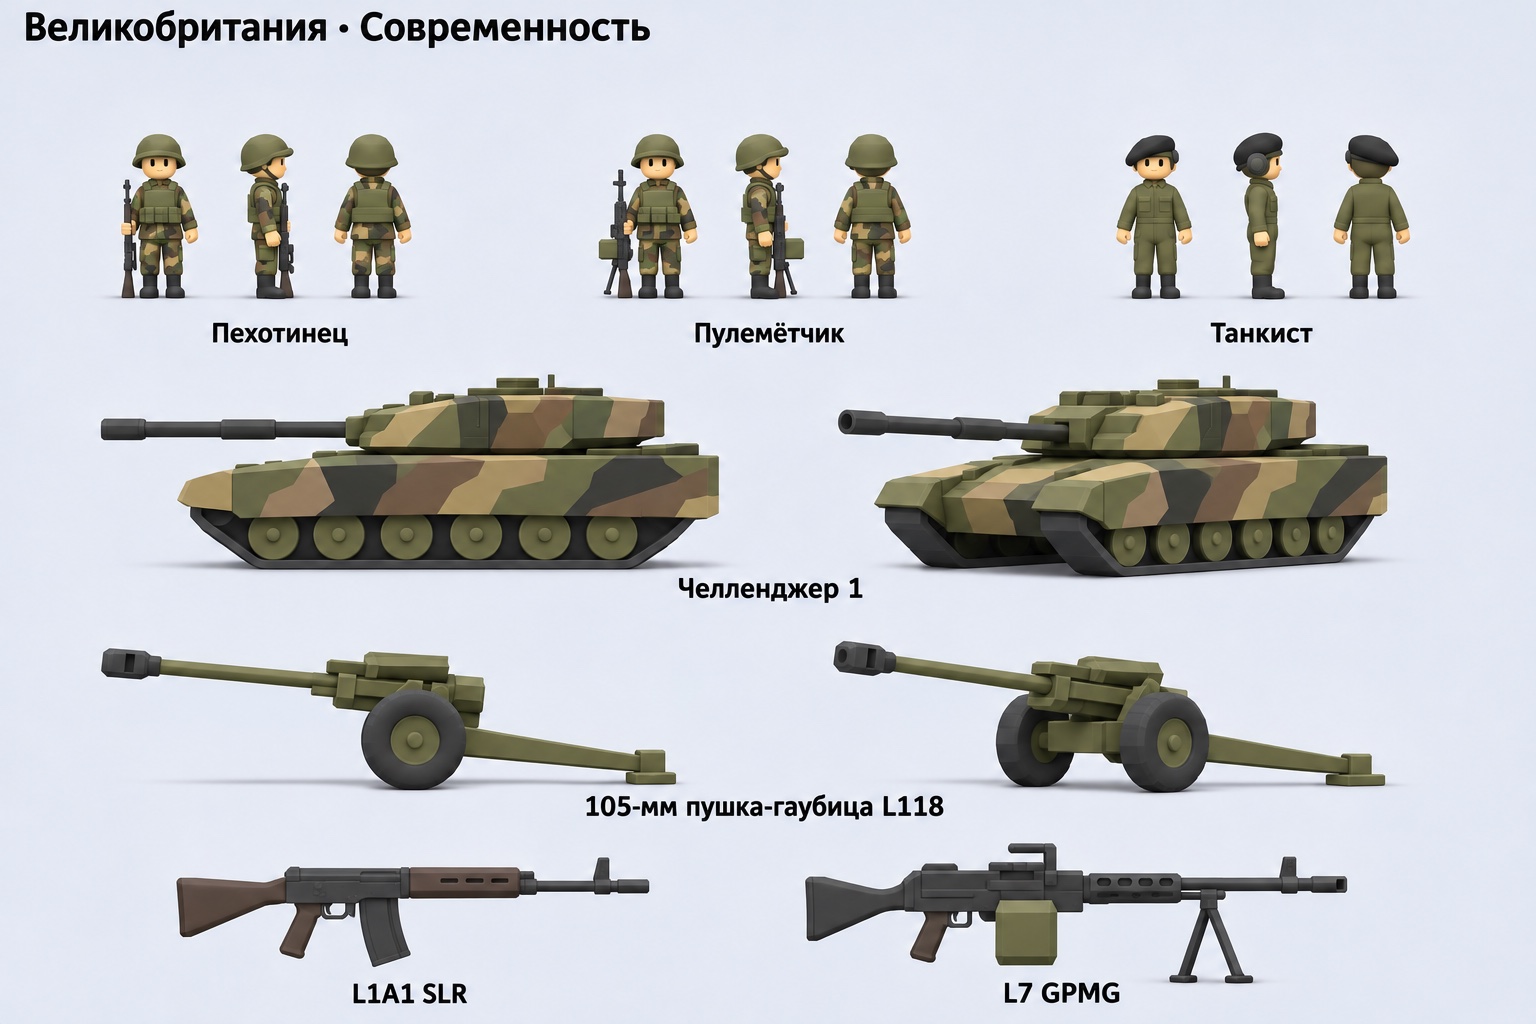 Великобритания • Современность
Пехотинец
Пулемётчик
Танкист
Челленджер 1
105-мм пушка-гаубица L118
L1A1 SLR
L7 GPMG